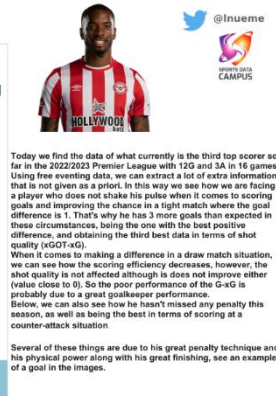 @Inueme
SPORTS DATA
CAMPUS
HOLLYWOOD
bets
Today we find the data of what currently is the third top scorer so
far in the 2022/2023 Premier League with 12G and 3A in 16 games.
Using free eventing data, we can extract a lot of extra information
that is not given as a priori. In this way we see how we are facing
a player who does not shake his pulse when it comes to scoring
goals and improving the chance in a tight match where the goal
difference is 1. That's why he has 3 more goals than expected in
these circumstances, being the one with the best positive
difference, and obtaining the third best data in terms of shot
quality (xGOT-xG).
When it comes to making a difference in a draw match situation,
we can see how the scoring efficiency decreases, however, the
shot quality is not affected although is does not improve either
(value close to 0). So the poor performance of the G-xG is
probably due to a great goalkeeper performance.
Below, we can also see how he hasn't missed any penalty this
season, as well as being the best in terms of scoring at a
counter-attack situation
Several of these things are due to his great penalty technique and
his physical power along with his great finishing, see an example
of a goal in the images.